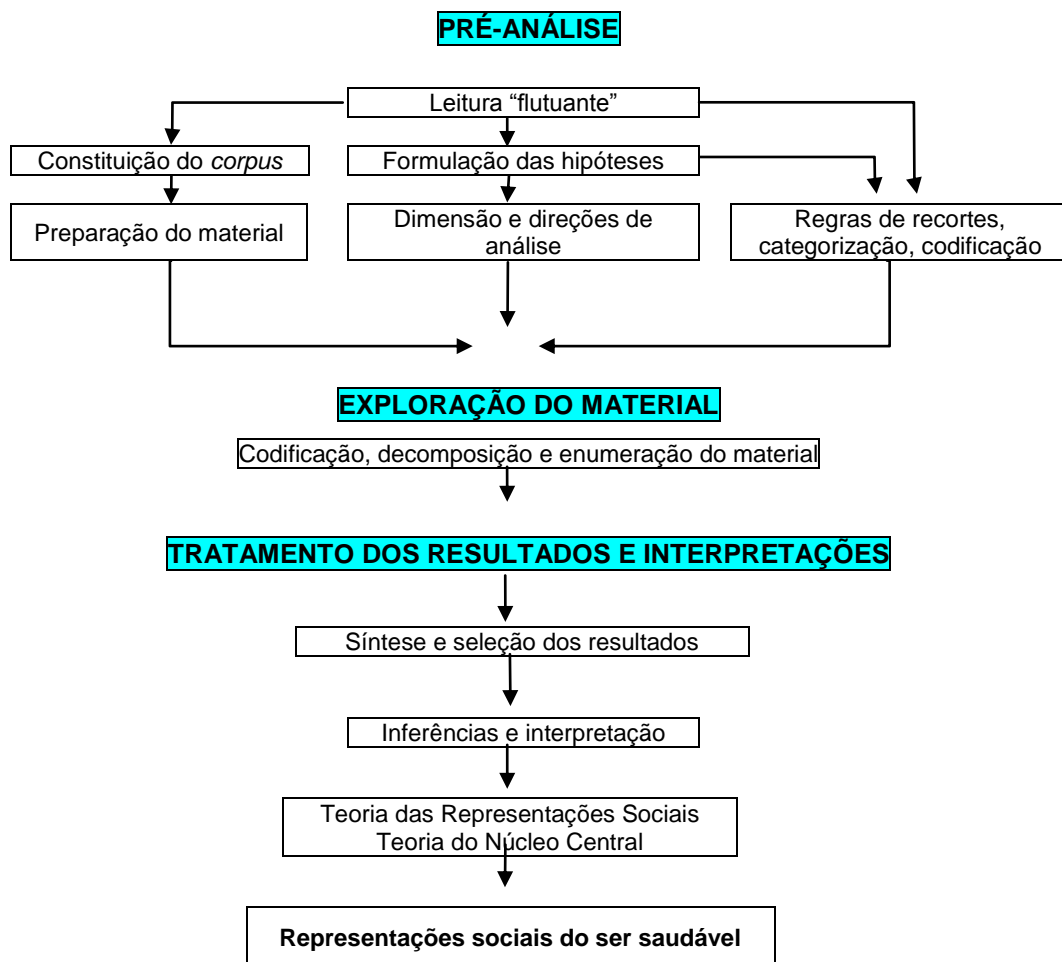 PRÉ-ANÁLISE
Leitura “flutuante”
Constituição do corpus
Formulação das hipóteses
Preparação do material
Dimensão e direções de
análise
Regras de recortes,
categorização, codificação
EXPLORAÇÃO DO MATERIAL
Codificação, decomposição e enumeração do material
TRATAMENTO DOS RESULTADOS E INTERPRETAÇÕES
Síntese e seleção dos resultados
Inferências e interpretação
Teoria das Representações Sociais
Teoria do Núcleo Central
Representações sociais do ser saudável